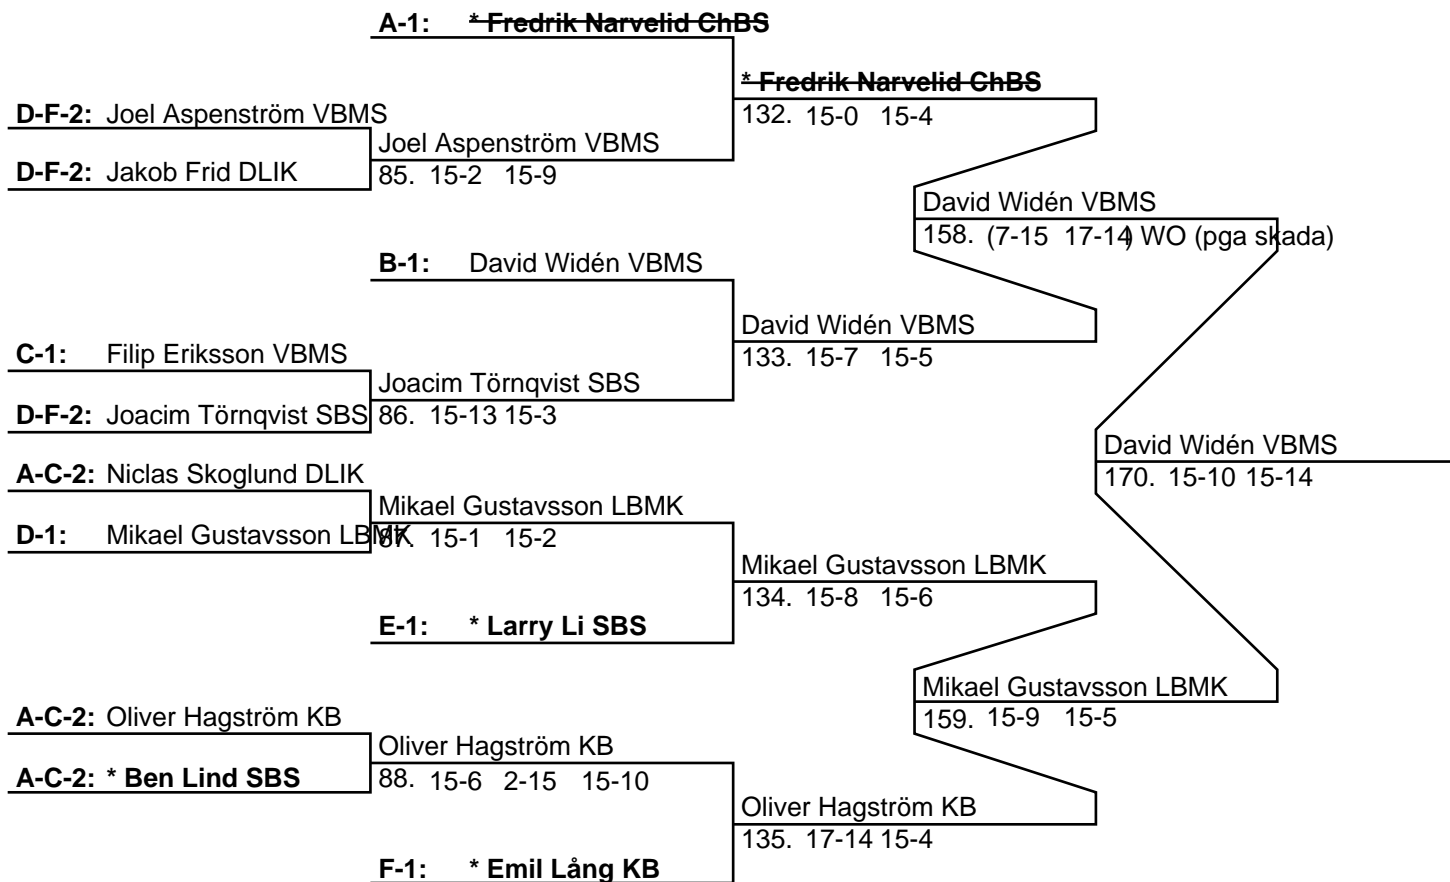 A-1: * Fredrik Narvelid ChBS
* Fredrik Narvelid ChBS
132. 15-0 15-4
D-F-2: Joel Aspenström VBMS
Joel Aspenström VBMS
85. 15-2 15-9
D-F-2: Jakob Frid DLIK
David Widén VBMS
158. (7-15 17-14) WO (pga skada)
B-1: David Widén VBMS
David Widén VBMS
133. 15-7 15-5
C-1: Filip Eriksson VBMS
Joacim Törnqvist SBS
86. 15-13 15-3
D-F-2: Joacim Törnqvist SBS
David Widén VBMS
170. 15-10 15-14
A-C-2: Niclas Skoglund DLIK
Mikael Gustavsson LBMK
87. 15-1 15-2
D-1: Mikael Gustavsson LBMK
Mikael Gustavsson LBMK
134. 15-8 15-6
E-1: * Larry Li SBS
Mikael Gustavsson LBMK
159. 15-9 15-5
A-C-2: Oliver Hagström KB
Oliver Hagström KB
88. 15-6 2-15 15-10
A-C-2: * Ben Lind SBS
Oliver Hagström KB
135. 17-14 15-4
F-1: * Emil Lång KB